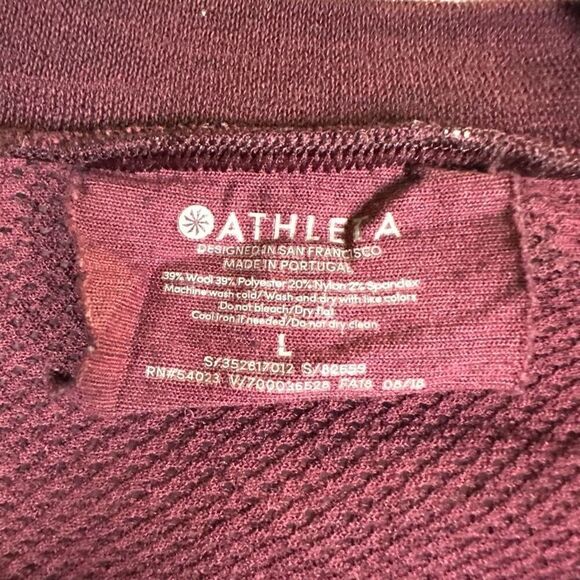 ATHLETA
DESIGNED IN SAN FRANCISCO
MADE IN PORTUGAL
39% Wool 39% Polyester 20% Nylon 2% Spandex
Machine wash cold/Wash and dry with like colors
Do not bleach/Dry flat
Cool iron if needed/Do not dry clean
L
S/352617012 S/82659
RN#54023 V/700036528 FA18 08/18